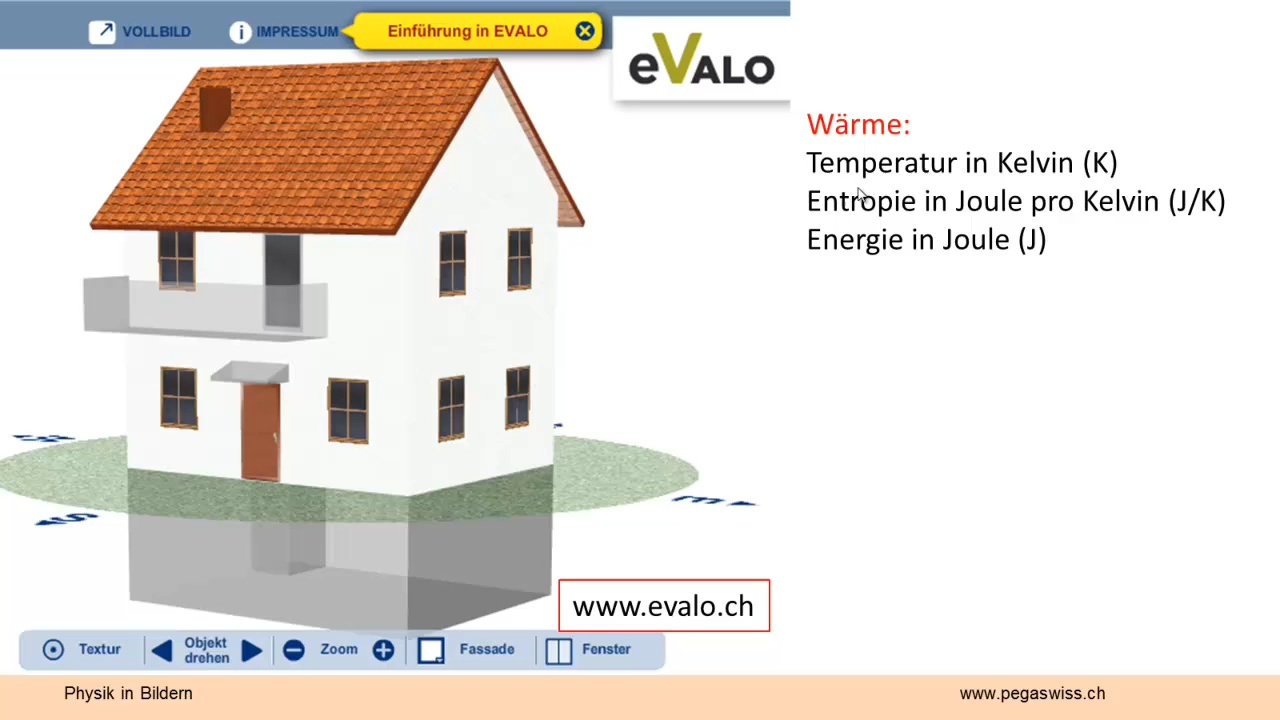 VOLLBILD
IMPRESSUM
Einführung in EVALO
eVALO
Wärme:
Temperatur in Kelvin (K)
Entropie in Joule pro Kelvin (J/K)
Energie in Joule (J)
S
E
www.evalo.ch
Textur
Objekt
drehen
Zoom
Fassade
Fenster
Physik in Bildern
www.pegaswiss.ch